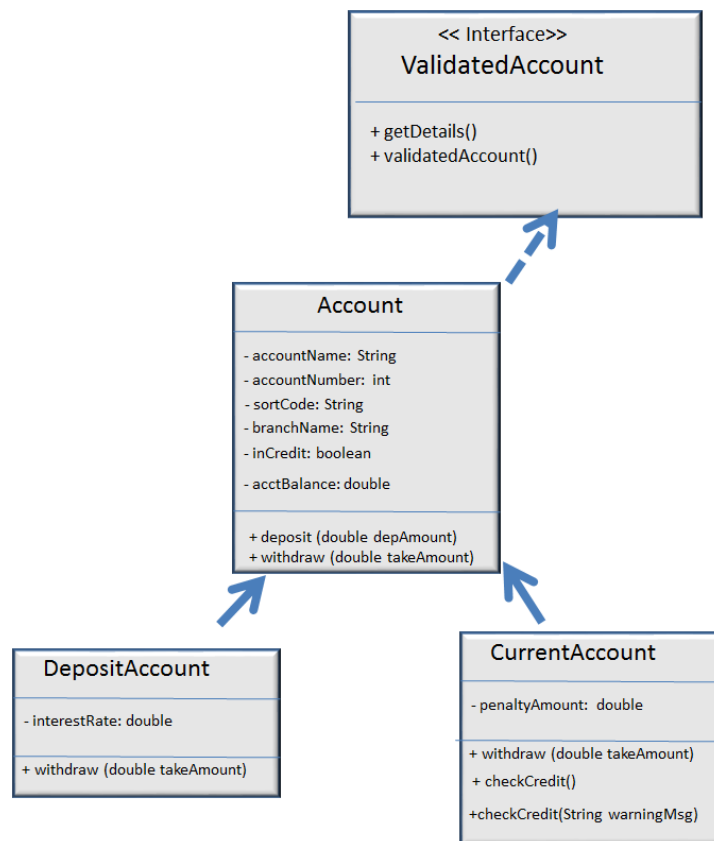 << Interface>>
ValidatedAccount
+ getDetails()
+ validatedAccount()
Account
- accountName: String
- accountNumber: int
- sortCode: String
- branchName: String
- inCredit: boolean
- acctBalance: double
+ deposit (double depAmount)
+ withdraw (double takeAmount)
DepositAccount
- interestRate: double
+ withdraw (double takeAmount)
CurrentAccount
- penaltyAmount: double
+ withdraw (double takeAmount)
+ checkCredit()
+checkCredit(String warningMsg)